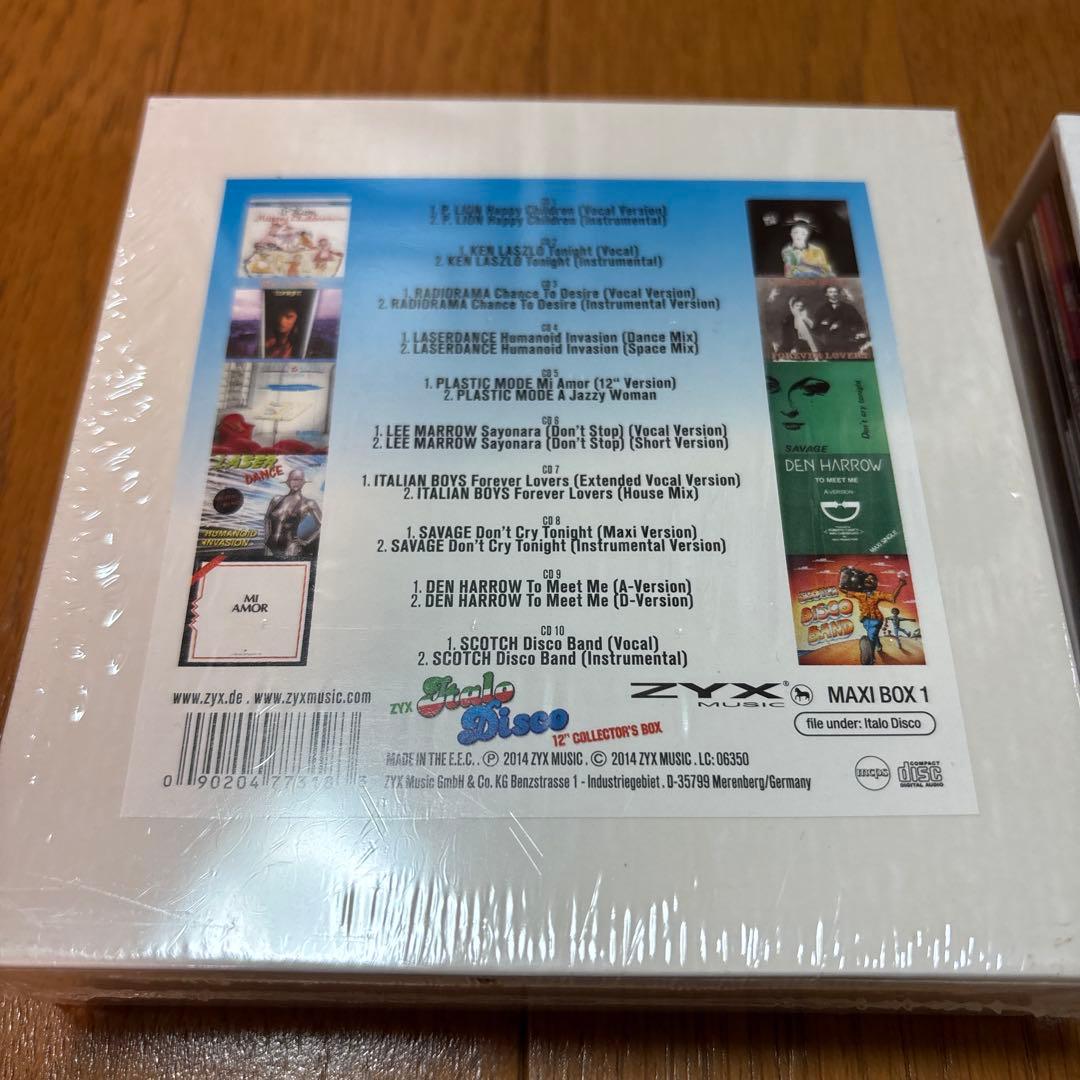 CD 1
1. P. LION Happy Children (Vocal Version)
2. P. LION Happy Children (Instrumental)
CD 2
1. KEN LASZLO Tonight (Vocal)
2. KEN LASZLO Tonight (Instrumental)
CD 3
1. RADIORAMA Chance To Desire (Vocal Version)
2. RADIORAMA Chance To Desire (Instrumental Version)
CD 4
1. LASERDANCE Humanoid Invasion (Dance Mix)
2. LASERDANCE Humanoid Invasion (Space Mix)
CD 5
1. PLASTIC MODE Mi Amor (12" Version)
2. PLASTIC MODE A Jazzy Woman
CD 6
1. LEE MARROW Sayonara (Don't Stop) (Vocal Version)
2. LEE MARROW Sayonara (Don't Stop) (Short Version)
CD 7
1. ITALIAN BOYS Forever Lovers (Extended Vocal Version)
2. ITALIAN BOYS Forever Lovers (House Mix)
CD 8
1. SAVAGE Don't Cry Tonight (Maxi Version)
2. SAVAGE Don't Cry Tonight (Instrumental Version)
CD 9
1. DEN HARROW To Meet Me (A-Version)
2. DEN HARROW To Meet Me (D-Version)
CD 10
1. SCOTCH Disco Band (Vocal)
2. SCOTCH Disco Band (Instrumental)
LASER
DANCE
HUMANOID
INVASION
MI
AMOR
FOREVER LOVERS
Don't cry tonight
SAVAGE
DEN HARROW
TO MEET ME
A-VERSION
MAXI SINGLE
DISCO
BAND
www.zyx.de . www.zyxmusic.com
ZYX Italo
Disco
12" COLLECTOR'S BOX
ZYX®
MUSIC
MAXI BOX 1
file under: Italo Disco
MADE IN THE E.E.C. . Ⓟ 2014 ZYX MUSIC . © 2014 ZYX MUSIC . LC: 06350
ZYX Music GmbH & Co. KG Benzstrasse 1 - Industriegebiet . D-35799 Merenberg/Germany
mcps
COMPACT
disc
DIGITAL AUDIO